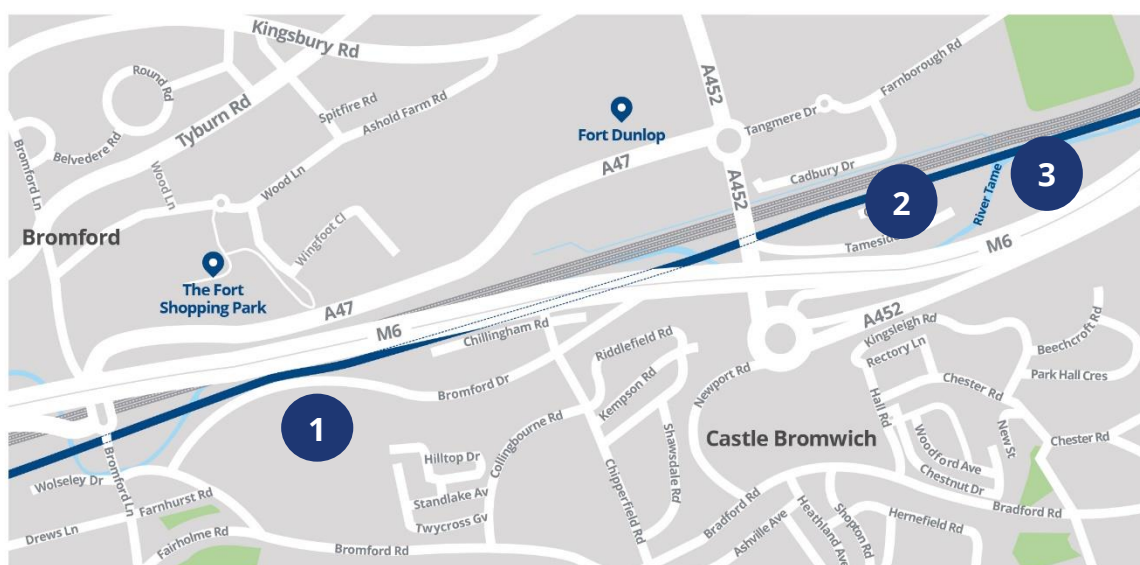 Kingsbury Rd
A452
Farnborough Rd
Round Rd
Spitfire Rd
Tyburn Rd
Ashold Farm Rd
Fort Dunlop
Tangmere Dr
Bromford Ln
Belvedere Rd
Wood Ln
Wood Ln
A47
Cadbury Dr
A452
2
3
River Tame
Bromford
Wingfoot Cl
Tameside
M6
The Fort
Shopping Park
A47
M6
Chillingham Rd
A452
Kingsleigh Rd
Beechcroft Rd
Riddlefield Rd
Rectory Ln
Park Hall Cres
Bromford Dr
Kempson Rd
Newport Rd
Chester Rd
1
Hall Rd
Collingbourne Rd
Shawsdale Rd
Castle Bromwich
Woodford Ave
New St
Chester Rd
Bromford Ln
Hilltop Dr
Wolseley Dr
Standlake Av
Chipperfield Rd
Chestnut Dr
Farnhurst Rd
Twycross Gv
Bradford Rd
Bradford Rd
Drews Ln
Fairholme Rd
Bromford Rd
Ashville Ave
Heathland Ave
Shopton Rd
Hernefield Rd